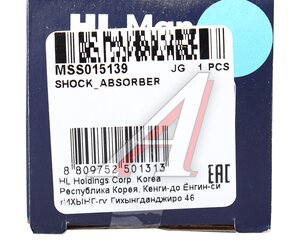 HL Man
MSS015139 JG 1 PCS
SHOCK_ABSORBER
8 809752 501313
EAC
HL Holdings Corp. Korea
Республика Корея, Кенги-до Ёнгин-си
Гихынгданджиро 46